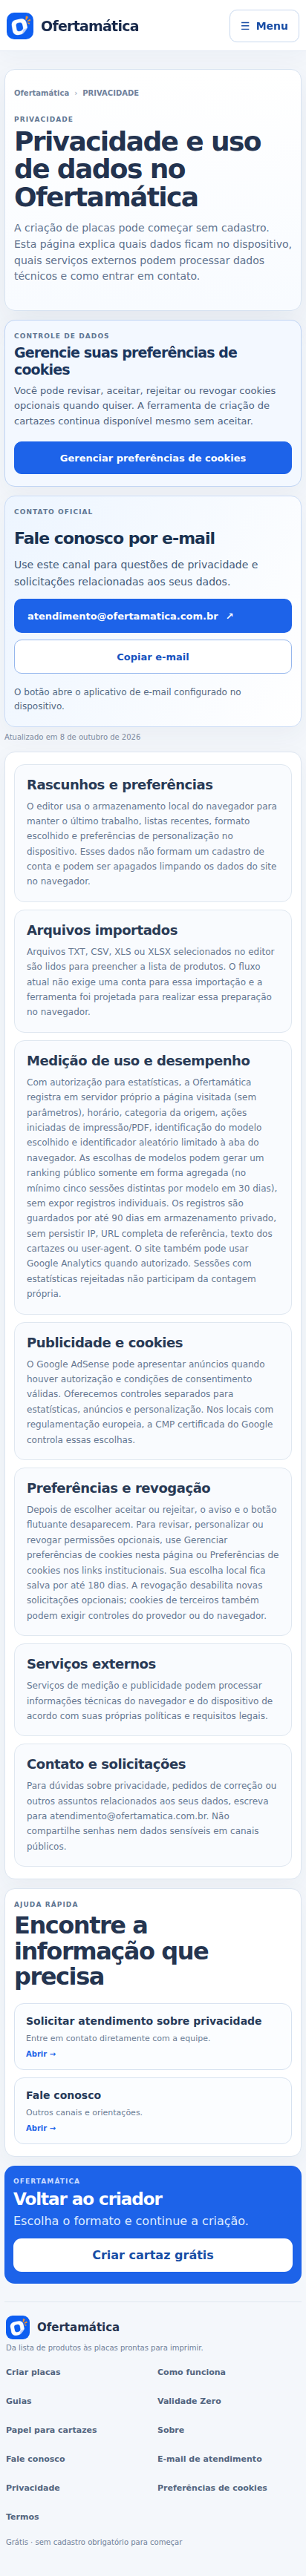 Ofertamática
☰ Menu
Ofertamática › PRIVACIDADE
PRIVACIDADE
Privacidade e uso
de dados no
Ofertamática
A criação de placas pode começar sem cadastro.
Esta página explica quais dados ficam no dispositivo,
quais serviços externos podem processar dados
técnicos e como entrar em contato.
CONTROLE DE DADOS
Gerencie suas preferências de
cookies
Você pode revisar, aceitar, rejeitar ou revogar cookies
opcionais quando quiser. A ferramenta de criação de
cartazes continua disponível mesmo sem aceitar.
Gerenciar preferências de cookies
CONTATO OFICIAL
Fale conosco por e-mail
Use este canal para questões de privacidade e
solicitações relacionadas aos seus dados.
atendimento@ofertamatica.com.br ↗
Copiar e-mail
O botão abre o aplicativo de e-mail configurado no
dispositivo.
Atualizado em 8 de outubro de 2026
Rascunhos e preferências
O editor usa o armazenamento local do navegador para
manter o último trabalho, listas recentes, formato
escolhido e preferências de personalização no
dispositivo. Esses dados não formam um cadastro de
conta e podem ser apagados limpando os dados do site
no navegador.
Arquivos importados
Arquivos TXT, CSV, XLS ou XLSX selecionados no editor
são lidos para preencher a lista de produtos. O fluxo
atual não exige uma conta para essa importação e a
ferramenta foi projetada para realizar essa preparação
no navegador.
Medição de uso e desempenho
Com autorização para estatísticas, a Ofertamática
registra em servidor próprio a página visitada (sem
parâmetros), horário, categoria da origem, ações
iniciadas de impressão/PDF, identificação do modelo
escolhido e identificador aleatório limitado à aba do
navegador. As escolhas de modelos podem gerar um
ranking público somente em forma agregada (no
mínimo cinco sessões distintas por modelo em 30 dias),
sem expor registros individuais. Os registros são
guardados por até 90 dias em armazenamento privado,
sem persistir IP, URL completa de referência, texto dos
cartazes ou user-agent. O site também pode usar
Google Analytics quando autorizado. Sessões com
estatísticas rejeitadas não participam da contagem
própria.
Publicidade e cookies
O Google AdSense pode apresentar anúncios quando
houver autorização e condições de consentimento
válidas. Oferecemos controles separados para
estatísticas, anúncios e personalização. Nos locais com
regulamentação europeia, a CMP certificada do Google
controla essas escolhas.
Preferências e revogação
Depois de escolher aceitar ou rejeitar, o aviso e o botão
flutuante desaparecem. Para revisar, personalizar ou
revogar permissões opcionais, use Gerenciar
preferências de cookies nesta página ou Preferências de
cookies nos links institucionais. Sua escolha local fica
salva por até 180 dias. A revogação desabilita novas
solicitações opcionais; cookies de terceiros também
podem exigir controles do provedor ou do navegador.
Serviços externos
Serviços de medição e publicidade podem processar
informações técnicas do navegador e do dispositivo de
acordo com suas próprias políticas e requisitos legais.
Contato e solicitações
Para dúvidas sobre privacidade, pedidos de correção ou
outros assuntos relacionados aos seus dados, escreva
para atendimento@ofertamatica.com.br. Não
compartilhe senhas nem dados sensíveis em canais
públicos.
AJUDA RÁPIDA
Encontre a
informação que
precisa
Solicitar atendimento sobre privacidade
Entre em contato diretamente com a equipe.
Abrir →
Fale conosco
Outros canais e orientações.
Abrir →
OFERTAMÁTICA
Voltar ao criador
Escolha o formato e continue a criação.
Criar cartaz grátis
Ofertamática
Da lista de produtos às placas prontas para imprimir.
Criar placas
Como funciona
Guias
Validade Zero
Papel para cartazes
Sobre
Fale conosco
E-mail de atendimento
Privacidade
Preferências de cookies
Termos
Grátis · sem cadastro obrigatório para começar